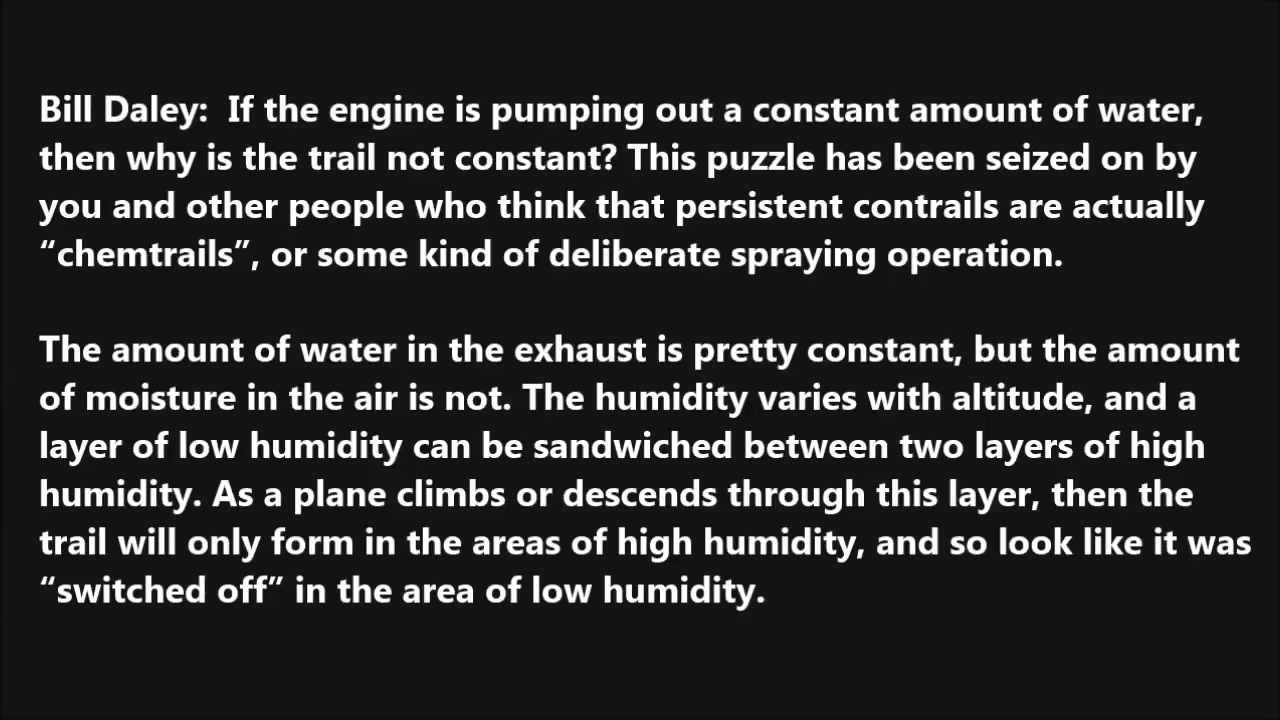 Bill Daley:  If the engine is pumping out a constant amount of water,
then why is the trail not constant? This puzzle has been seized on by
you and other people who think that persistent contrails are actually
“chemtrails”, or some kind of deliberate spraying operation.
The amount of water in the exhaust is pretty constant, but the amount
of moisture in the air is not. The humidity varies with altitude, and a
layer of low humidity can be sandwiched between two layers of high
humidity. As a plane climbs or descends through this layer, then the
trail will only form in the areas of high humidity, and so look like it was
“switched off” in the area of low humidity.